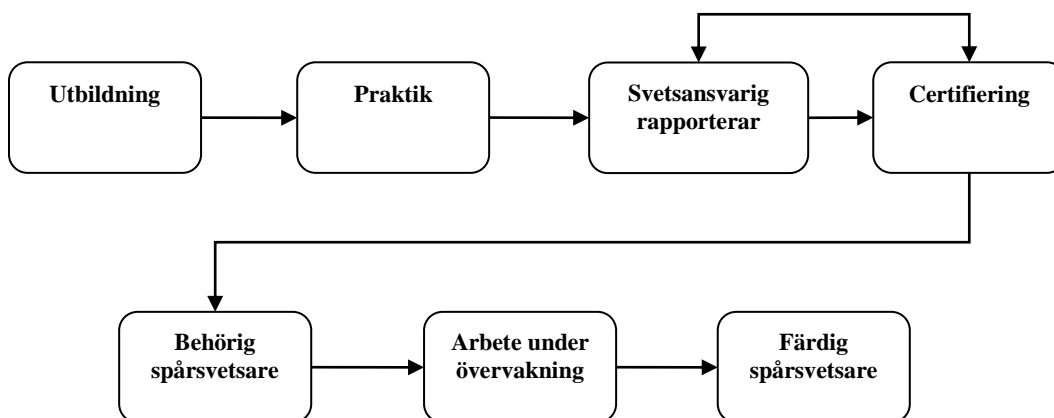 Utbildning
Praktik
Svetsansvarig
rapporterar
Certifiering
Behörig
spårsvetsare
Arbete under
övervakning
Färdig
spårsvetsare